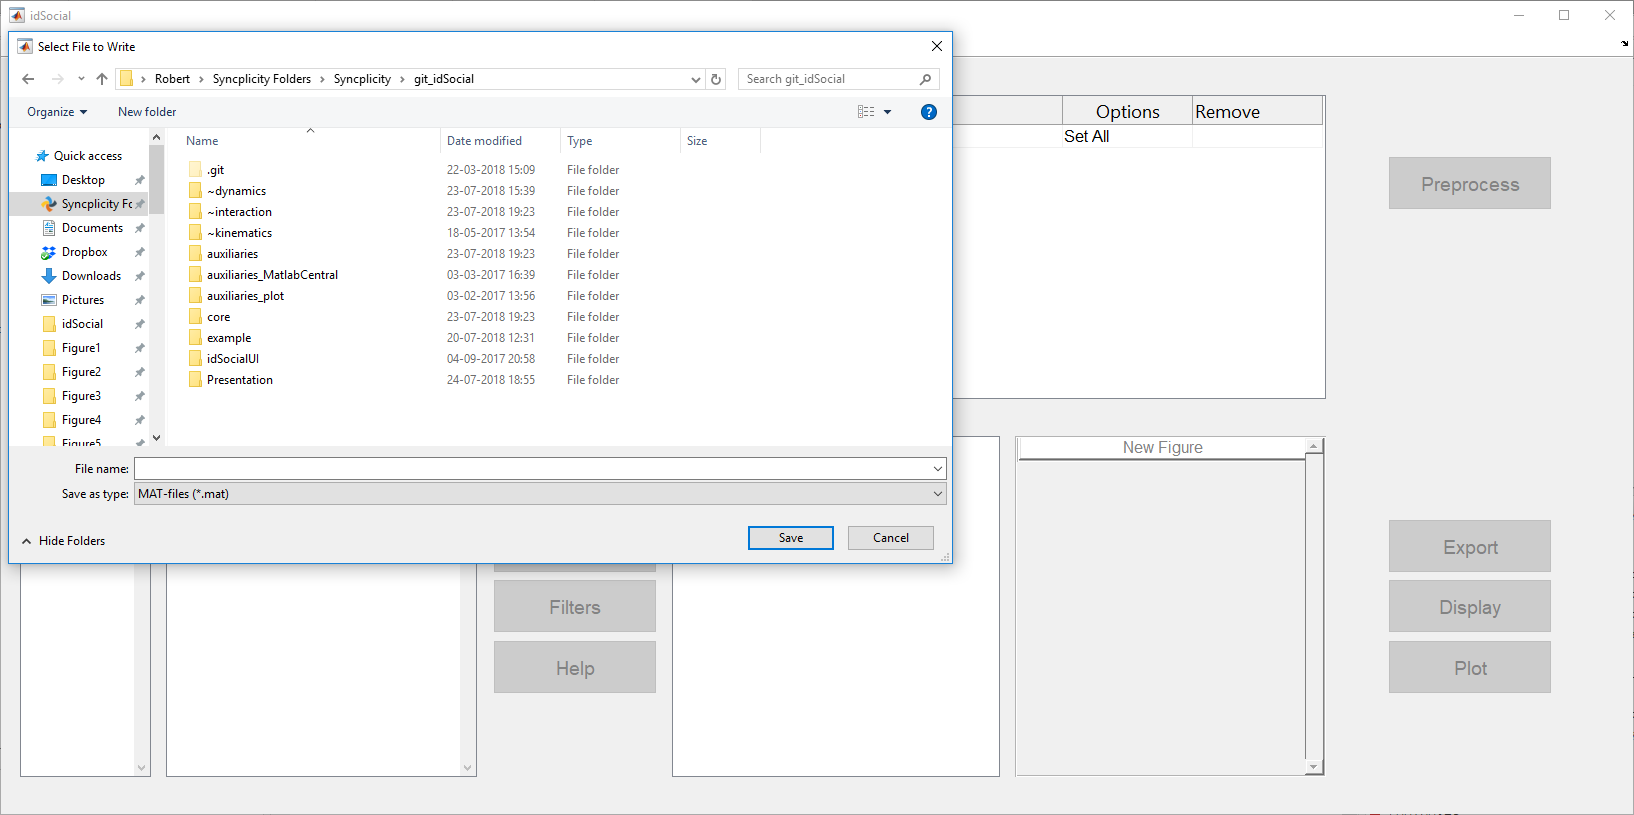 idSocial
Select File to Write
Robert > Syncplicity Folders > Syncplicity > git_idSocial
Search git_idSocial
Organize
New folder
?
Options
Remove
Set All
Name
Date modified
Type
Size
Quick access
Desktop
Syncplicity Fc
Documents
Dropbox
Downloads
Pictures
idSocial
Figure1
Figure2
Figure3
Figure4
Figure5
.git 22-03-2018 15:09 File folder
~dynamics 23-07-2018 15:39 File folder
~interaction 23-07-2018 19:23 File folder
~kinematics 18-05-2017 13:54 File folder
auxiliaries 23-07-2018 19:23 File folder
auxiliaries_MatlabCentral 03-03-2017 16:39 File folder
auxiliaries_plot 03-02-2017 13:56 File folder
core 23-07-2018 19:23 File folder
example 20-07-2018 12:31 File folder
idSocialUI 04-09-2017 20:58 File folder
Presentation 24-07-2018 18:55 File folder
File name:
Save as type: MAT-files (*.mat)
Hide Folders
Save
Cancel
Preprocess
New Figure
Filters
Help
Export
Display
Plot